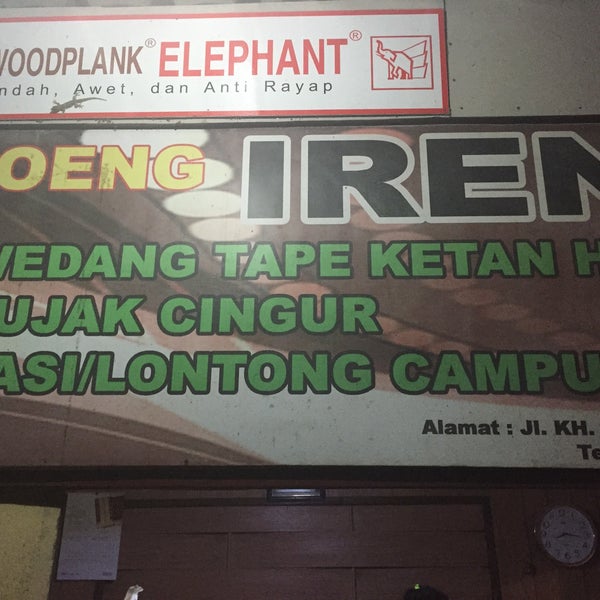 WOODPLANK® ELEPHANT®
ndah, Awet, dan Anti Rayap
OENG IREN
WEDANG TAPE KETAN H
UJAK CINGUR
ASI/LONTONG CAMPU
Alamat : Jl. KH.
Te